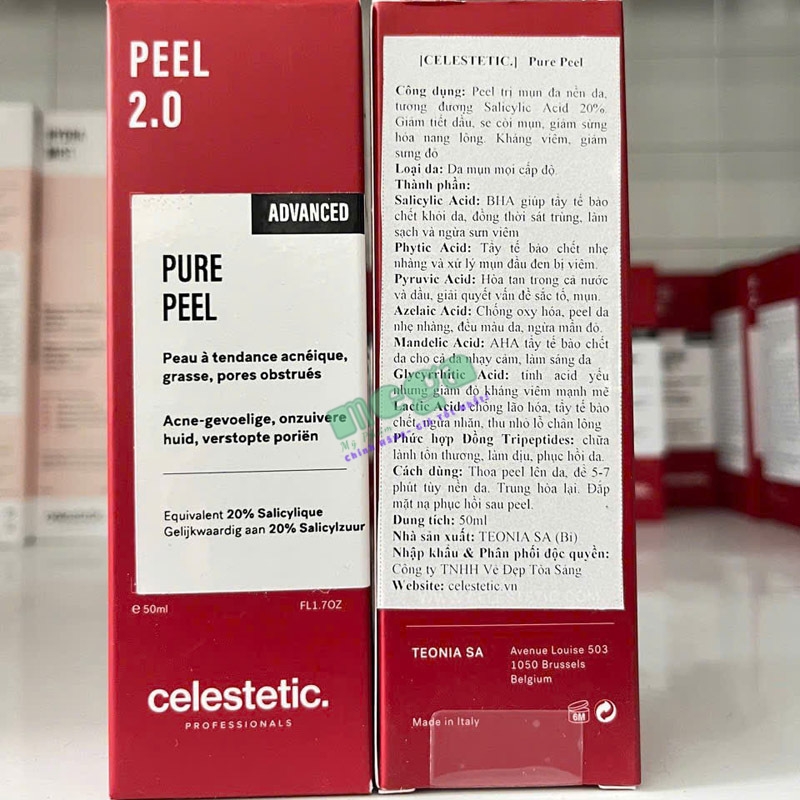 PEEL
2.0
ADVANCED
PURE
PEEL
Peau à tendance acnéique,
grasse, pores obstrués
Acne-gevoelige, onzuivere
huid, verstopte poriën
Equivalent 20% Salicylique
Gelijkwaardig aan 20% Salicylzuur
℮ 50ml
FL1.7OZ
celestetic.
PROFESSIONALS
[CELESTETIC.] Pure Peel
Công dụng: Peel trị mụn đa nền da,
tương đương Salicylic Acid 20%.
Giảm tiết dầu, se cồi mụn, giảm sừng
hóa nang lông. Kháng viêm, giảm
sưng đỏ
Loại da: Da mụn mọi cấp độ.
Thành phần:
Salicylic Acid: BHA giúp tẩy tế bào
chết khỏi da, đồng thời sát trùng, làm
sạch và ngừa sưn viêm
Phytic Acid: Tẩy tế bào chết nhẹ
nhàng và xử lý mụn đầu đen bị viêm.
Pyruvic Acid: Hòa tan trong cả nước
và dầu, giải quyết vấn đề sắc tố, mụn.
Azelaic Acid: Chống oxy hóa, peel da
nhẹ nhàng, đều màu da, ngừa mẩn đỏ.
Mandelic Acid: AHA tẩy tế bào chết
da cho cả da nhạy cảm, làm sáng da
Glycyrrhitic Acid: tính acid yếu
nhưng giảm đỏ kháng viêm mạnh mẽ
Lactic Acid: chống lão hóa, tẩy tế bào
chết, ngừa nhăn, thu nhỏ lỗ chân lông
Phức hợp Đồng Tripeptides: chữa
lành tổn thương, làm dịu, phục hồi da.
Cách dùng: Thoa peel lên da, để 5-7
phút tùy nền da. Trung hòa lại. Đắp
mặt nạ phục hồi sau peel.
Dung tích: 50ml
Nhà sản xuất: TEONIA SA (Bỉ)
Nhập khẩu & Phân phối độc quyền:
Công ty TNHH Vẻ Đẹp Tỏa Sáng
Website: celestetic.vn
TEONIA SA
Avenue Louise 503
1050 Brussels
Belgium
Made in Italy
6M
mega
Mỹ Phẩm